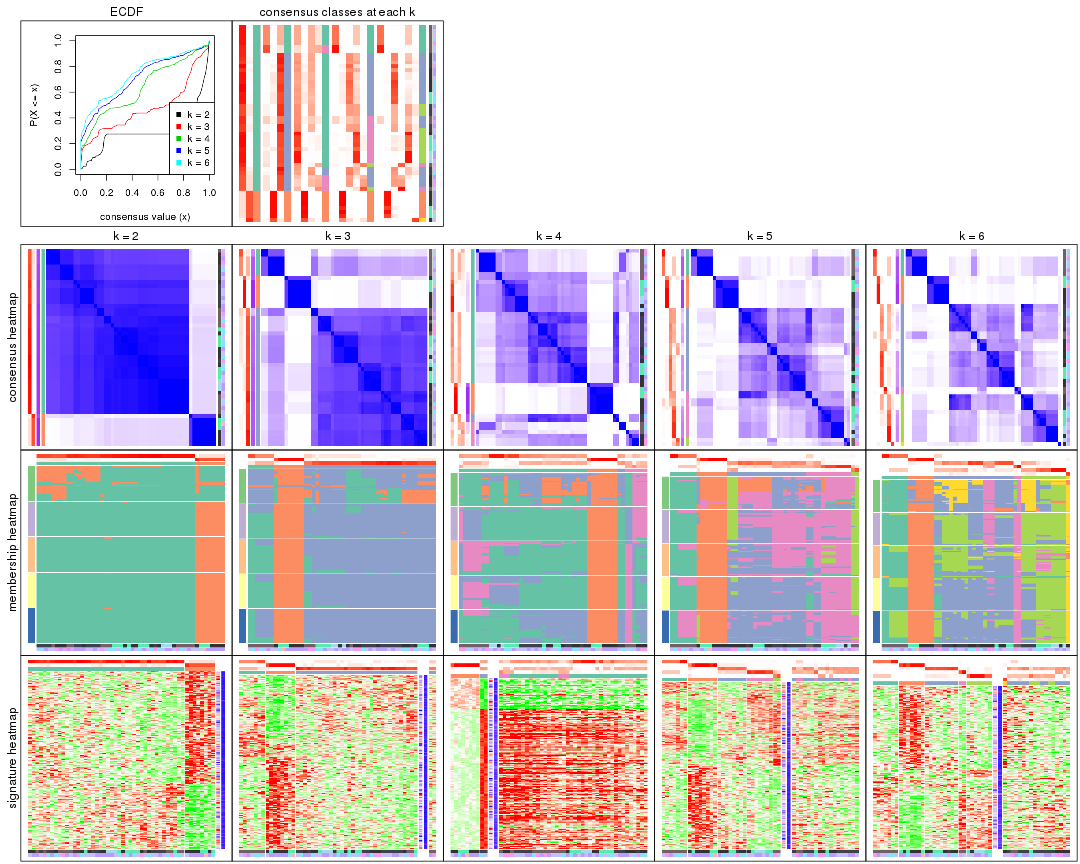 ECDF
consensus classes at each k
P(X <= x)
0.0 0.2 0.4 0.6 0.8 1.0
k = 2
k = 3
k = 4
k = 5
k = 6
0.0 0.2 0.4 0.6 0.8 1.0
consensus value (x)
k = 2 k = 3 k = 4 k = 5 k = 6
consensus heatmap
membership heatmap
signature heatmap